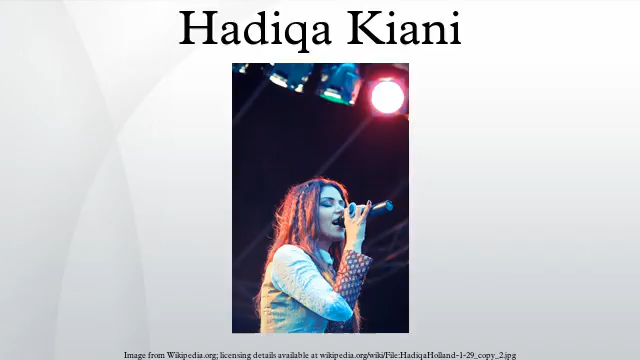 Hadiqa Kiani
Image from Wikipedia.org; licensing details available at wikipedia.org/wiki/File:HadiqaHolland-1-29_copy_2.jpg